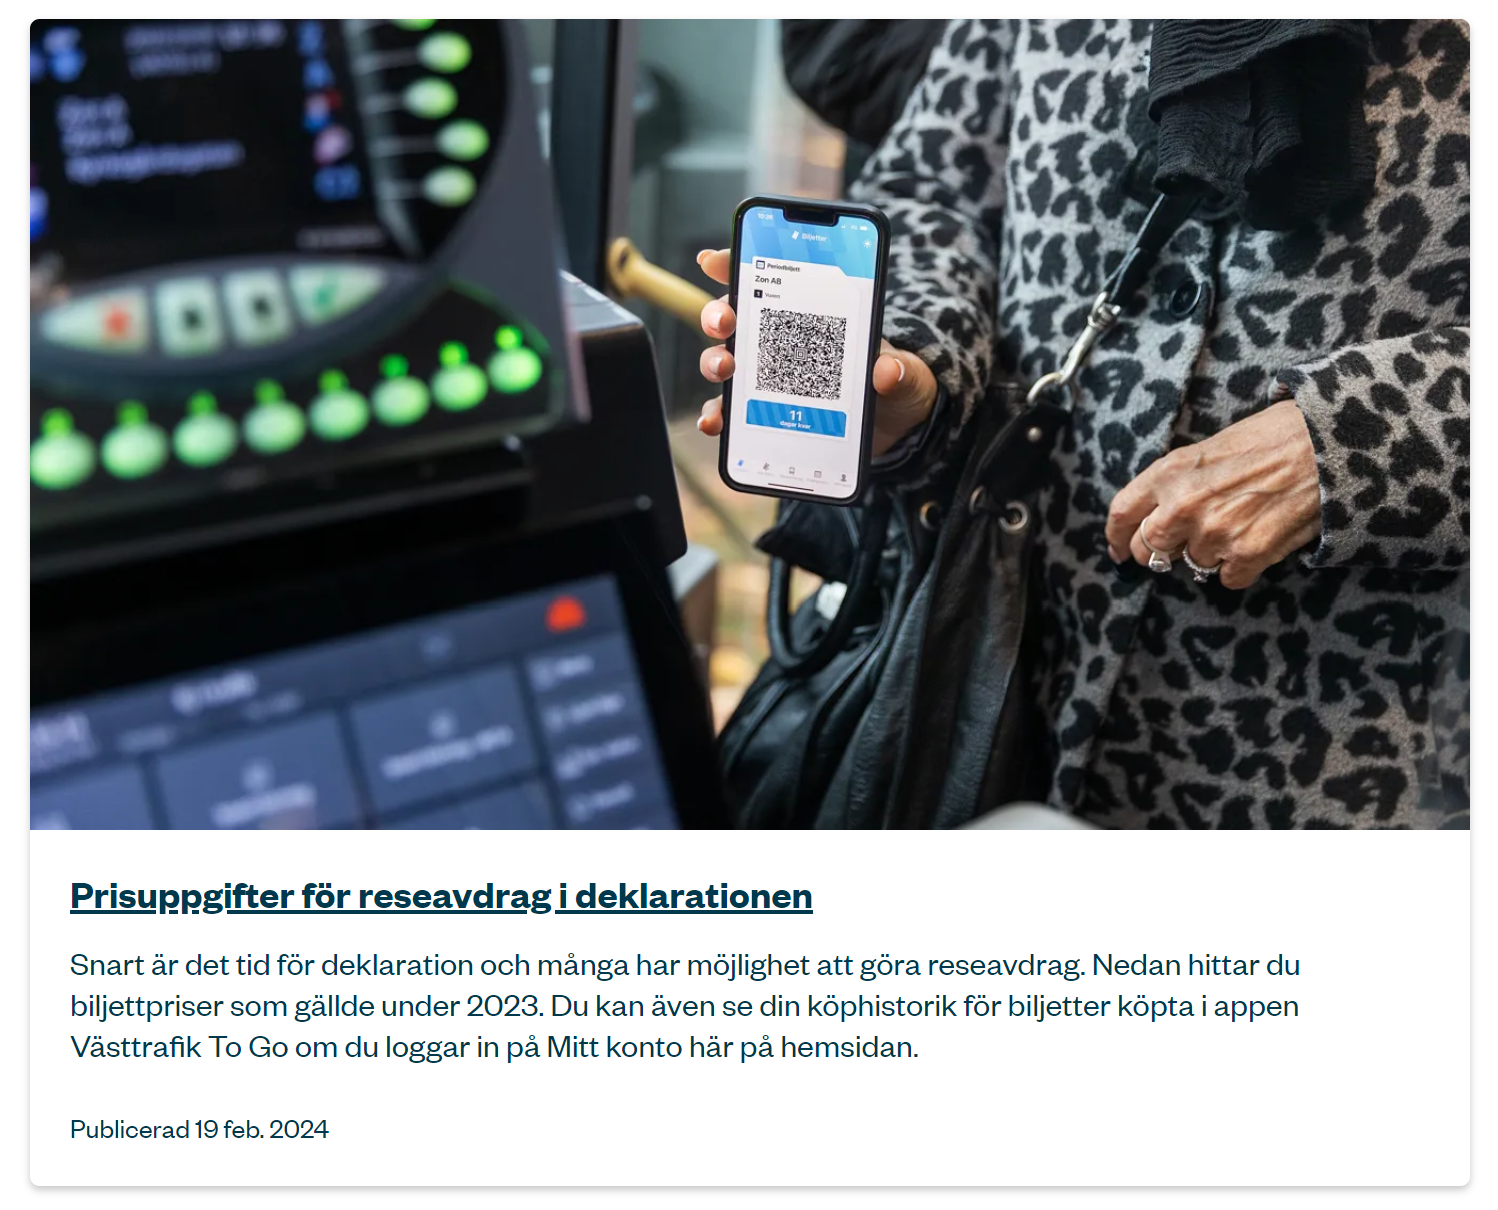 Biljetter
Periodbiljett
Zon AB
1 Vuxen
11
dagar kvar
Prisuppgifter för reseavdrag i deklarationen
Snart är det tid för deklaration och många har möjlighet att göra reseavdrag. Nedan hittar du
biljettpriser som gällde under 2023. Du kan även se din köphistorik för biljetter köpta i appen
Västtrafik To Go om du loggar in på Mitt konto här på hemsidan.
Publicerad 19 feb. 2024